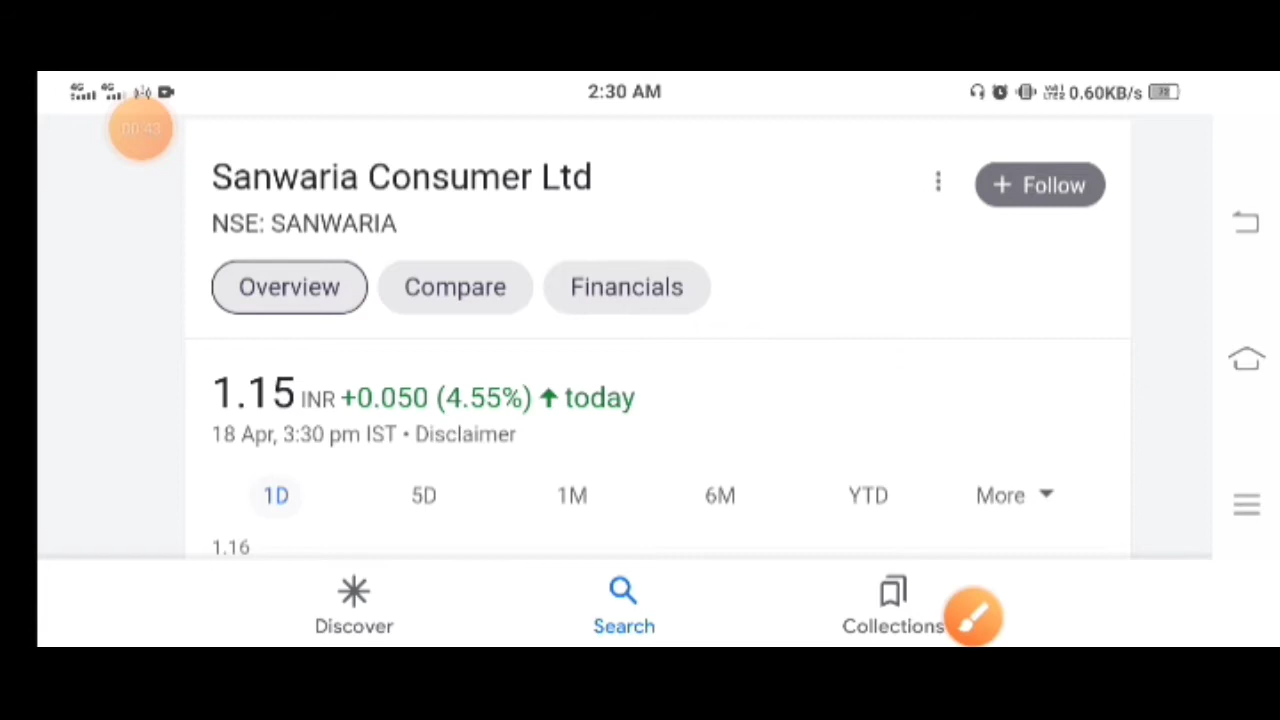 2:30 AM
0.60KB/s
00:43
Sanwaria Consumer Ltd
+ Follow
NSE: SANWARIA
Overview Compare Financials
1.15 INR +0.050 (4.55%) ↑ today
18 Apr, 3:30 pm IST • Disclaimer
1D 5D 1M 6M YTD More
1.16
Discover Search Collections